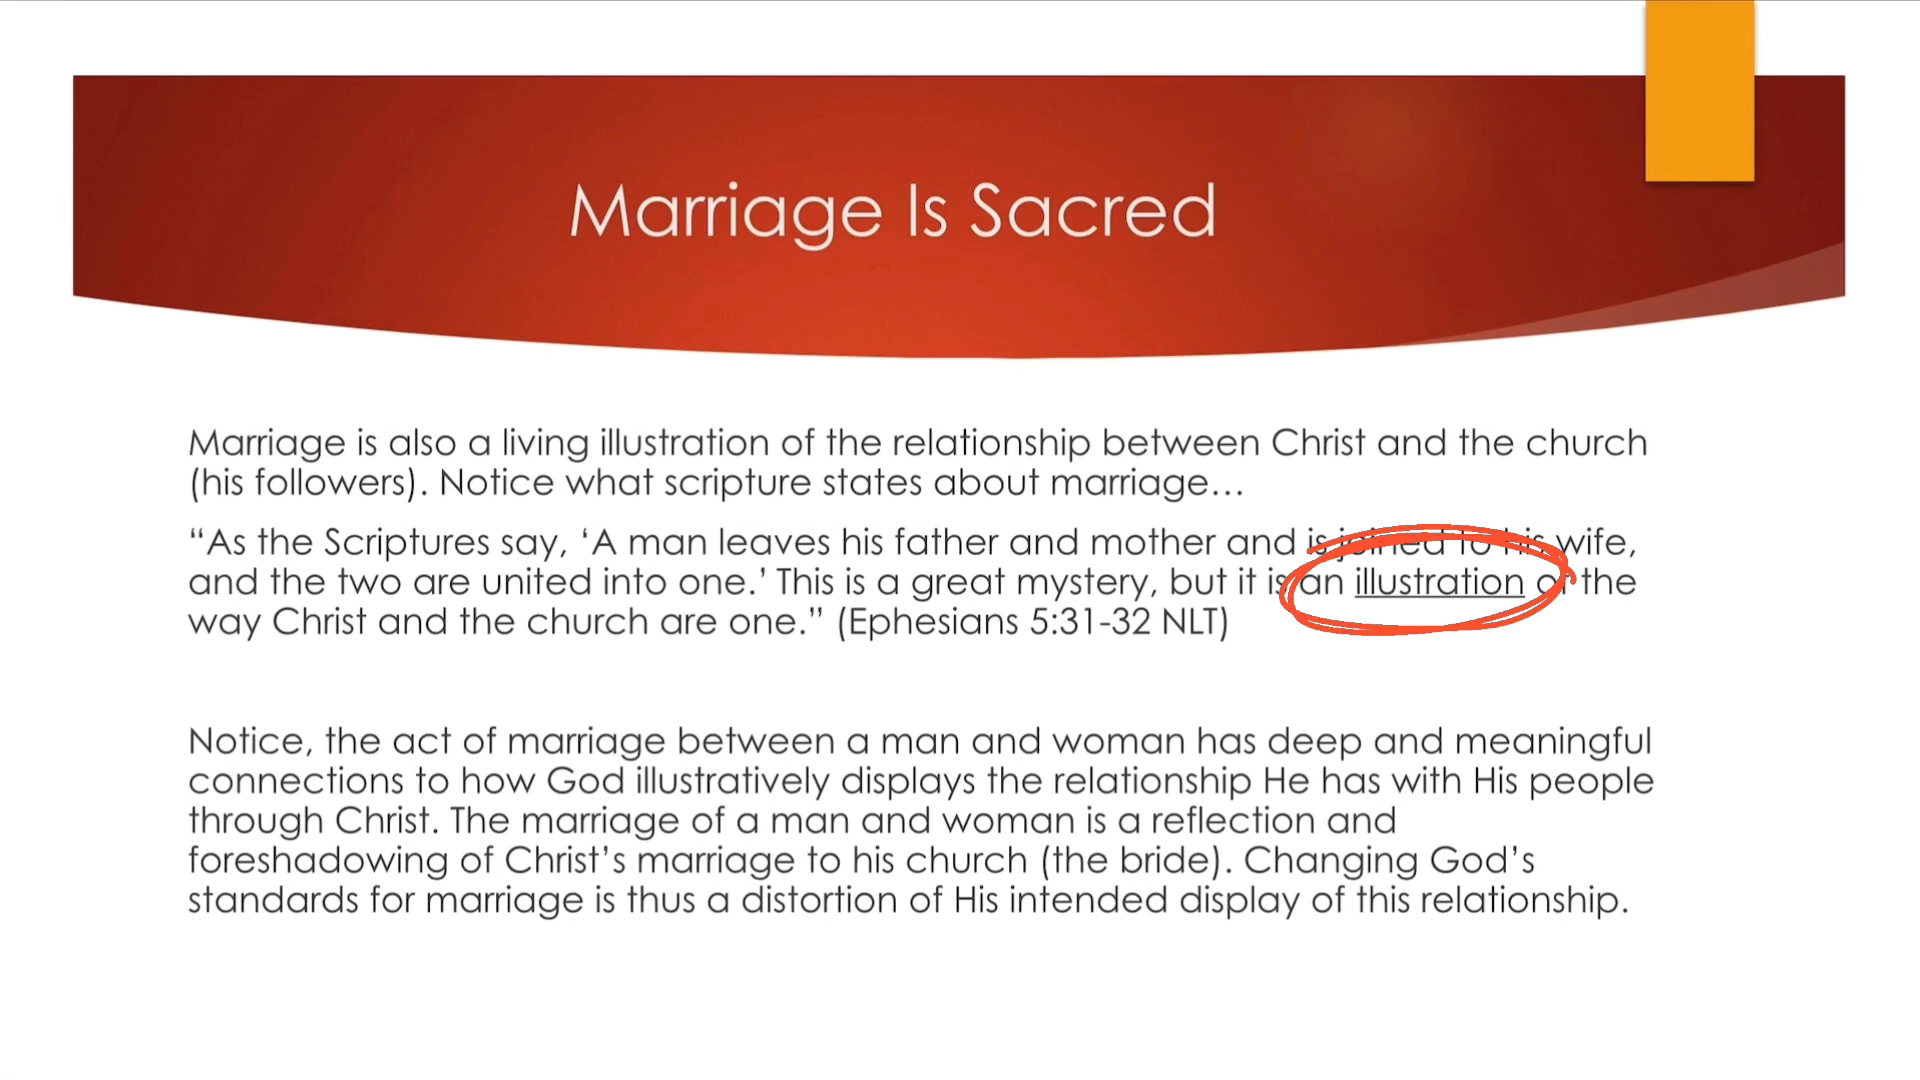 Marriage Is Sacred
Marriage is also a living illustration of the relationship between Christ and the church
(his followers). Notice what scripture states about marriage…
“As the Scriptures say, ‘A man leaves his father and mother and is joined to his wife,
and the two are united into one.’ This is a great mystery, but it is an illustration of the
way Christ and the church are one.” (Ephesians 5:31-32 NLT)
Notice, the act of marriage between a man and woman has deep and meaningful
connections to how God illustratively displays the relationship He has with His people
through Christ. The marriage of a man and woman is a reflection and
foreshadowing of Christ’s marriage to his church (the bride). Changing God’s
standards for marriage is thus a distortion of His intended display of this relationship.